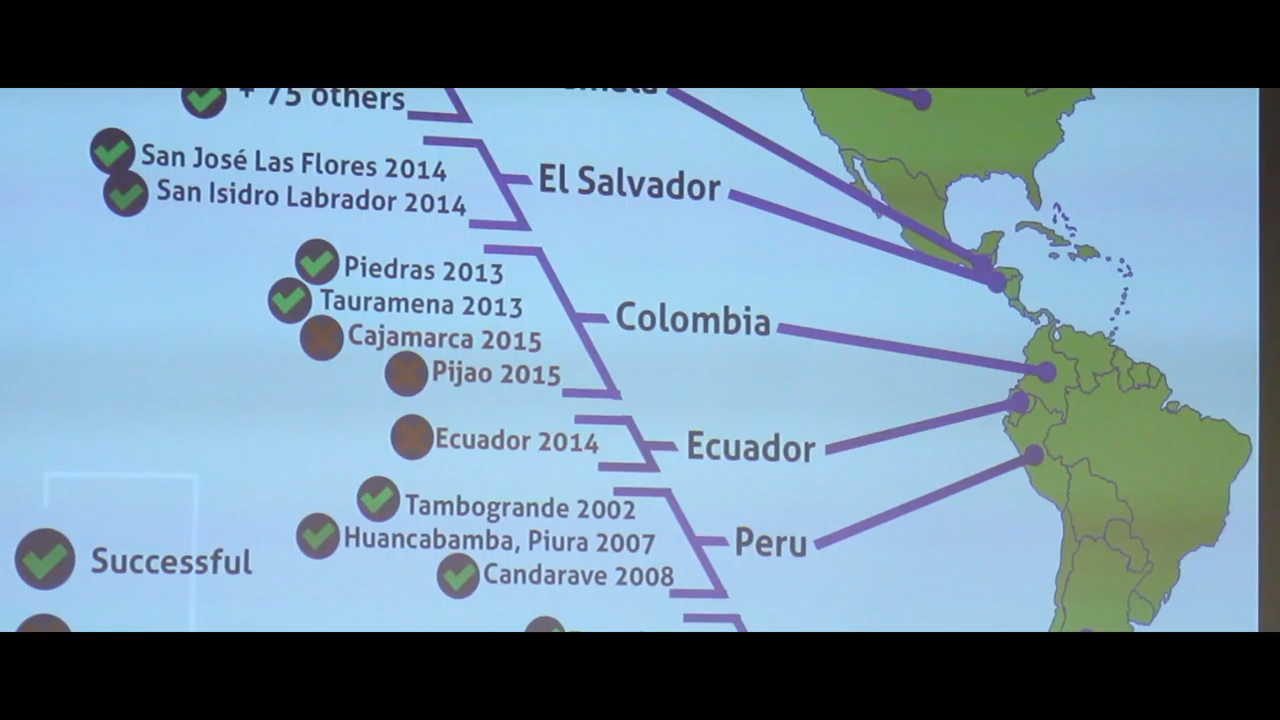 + 75 others
San José Las Flores 2014
San Isidro Labrador 2014
El Salvador
Piedras 2013
Tauramena 2013
Cajamarca 2015
Pijao 2015
Colombia
Ecuador 2014
Ecuador
Tambogrande 2002
Huancabamba, Piura 2007
Candarave 2008
Peru
Successful